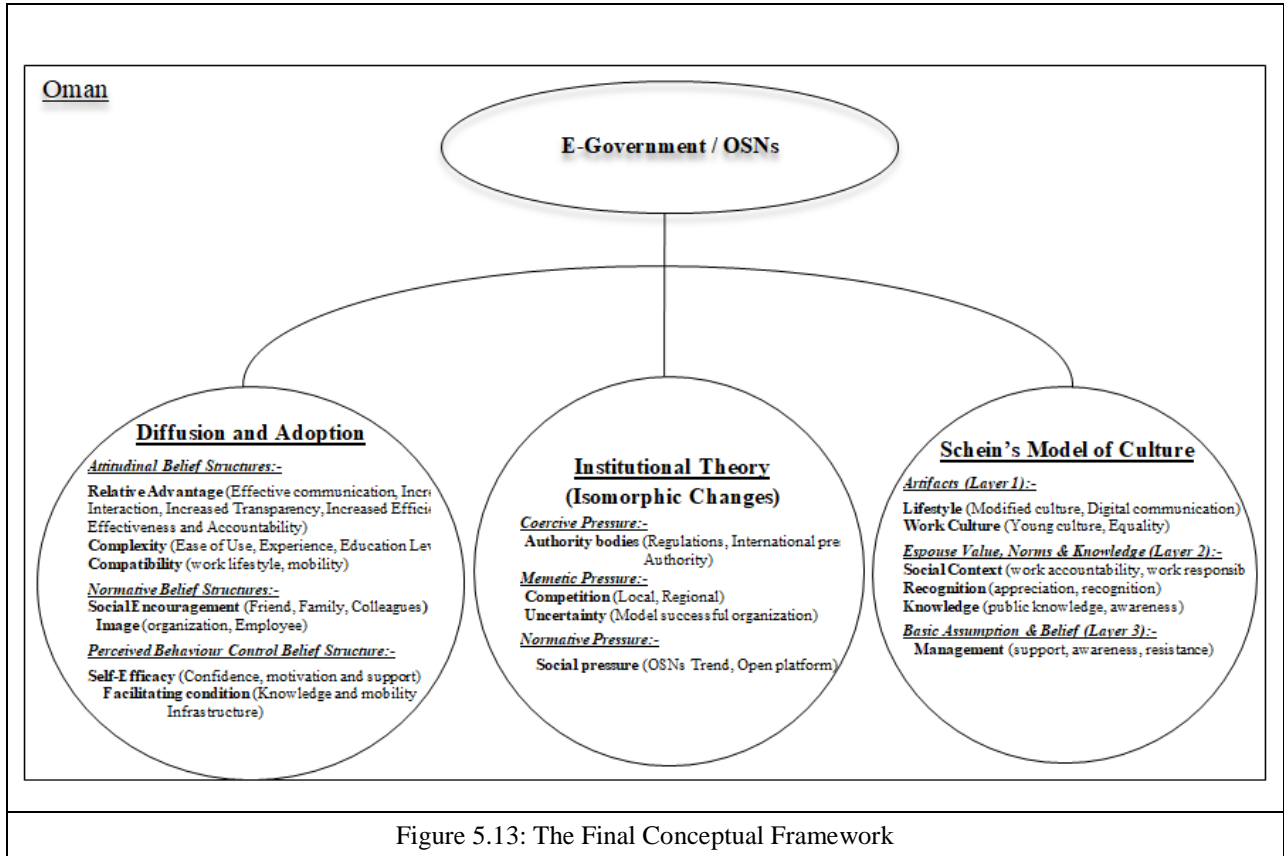 Oman
E-Government / OSNs
Diffusion and Adoption
Attitudinal Belief Structures:-
Relative Advantage (Effective communication, Incre
Interaction, Increased Transparency, Increased Efficie
Effectiveness and Accountability)
Complexity (Ease of Use, Experience, Education Lev
Compatibility (work lifestyle, mobility)
Normative Belief Structures:-
Social Encouragement (Friend, Family, Colleagues)
Image (organization, Employee)
Perceived Behaviour Control Belief Structure:-
Self-Efficacy (Confidence, motivation and support)
Facilitating condition (Knowledge and mobility
Infrastructure)
Institutional Theory
(Isomorphic Changes)
Coercive Pressure:-
Authority bodies (Regulations, International pre
Authority)
Memetic Pressure:-
Competition (Local, Regional)
Uncertainty (Model successful organization)
Normative Pressure:-
Social pressure (OSNs Trend, Open platform)
Schein's Model of Culture
Artifacts (Layer 1):-
Lifestyle (Modified culture, Digital communication)
Work Culture (Young culture, Equality)
Espouse Value, Norms & Knowledge (Layer 2):-
Social Context (work accountability, work responsib
Recognition (appreciation, recognition)
Knowledge (public knowledge, awareness)
Basic Assumption & Belief (Layer 3):-
Management (support, awareness, resistance)
Figure 5.13: The Final Conceptual Framework